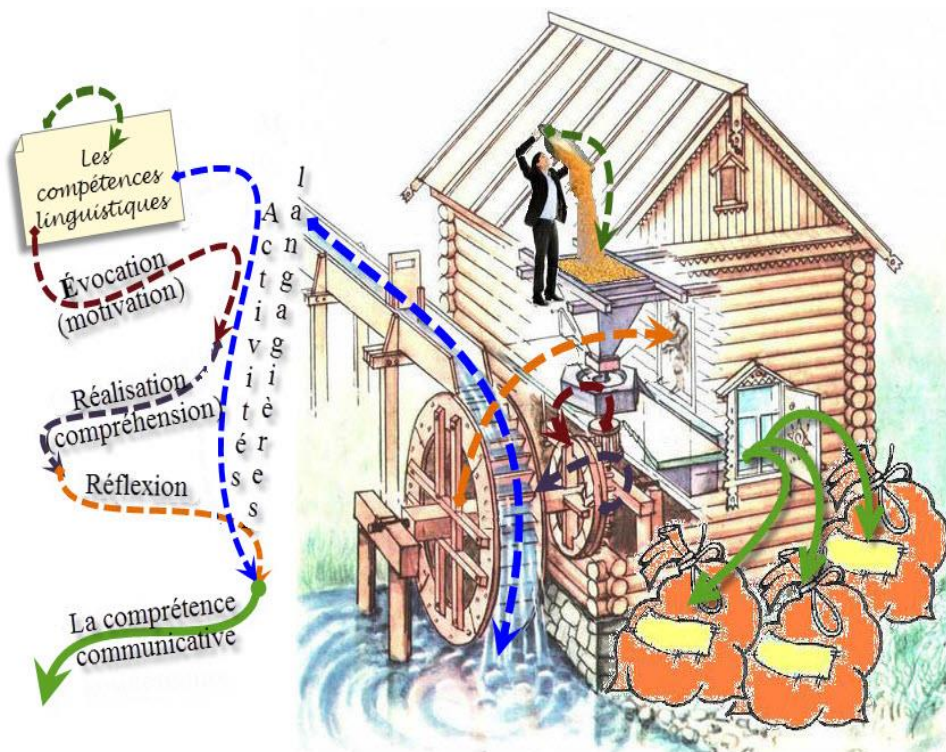 Les
compétences
linguistiques
Activités
langagières
Évocation
(motivation)
Réalisation
(compréhension)
Réflexion
La comprétence
communicative